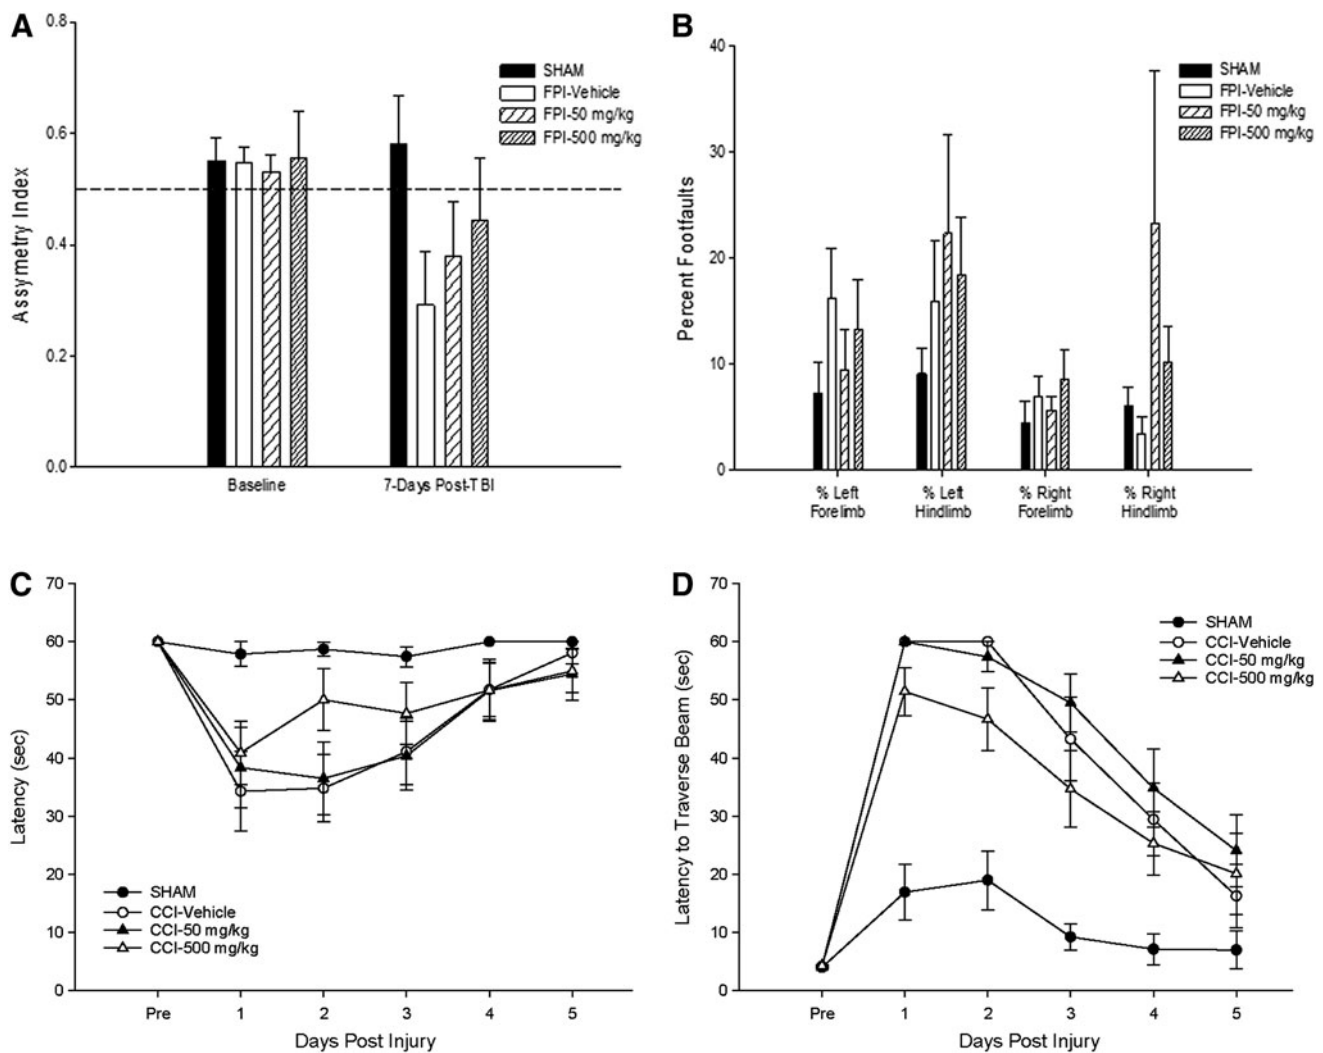 A
0.8
0.6
0.4
0.2
0.0
Assymetry Index
SHAM
FPI-Vehicle
FPI-50 mg/kg
FPI-500 mg/kg
Baseline
7-Days Post-TBI
B
40
30
20
10
0
Percent Footfaults
SHAM
FPI-Vehicle
FPI-50 mg/kg
FPI-500 mg/kg
% Left
Forelimb
% Left
Hindlimb
% Right
Forelimb
% Right
Hindlimb
C
70
60
50
40
30
20
10
0
Latency (sec)
SHAM
CCI-Vehicle
CCI-50 mg/kg
CCI-500 mg/kg
Pre
1
2
3
4
5
Days Post Injury
D
70
60
50
40
30
20
10
0
Latency to Traverse Beam (sec)
SHAM
CCI-Vehicle
CCI-50 mg/kg
CCI-500 mg/kg
Pre
1
2
3
4
5
Days Post Injury